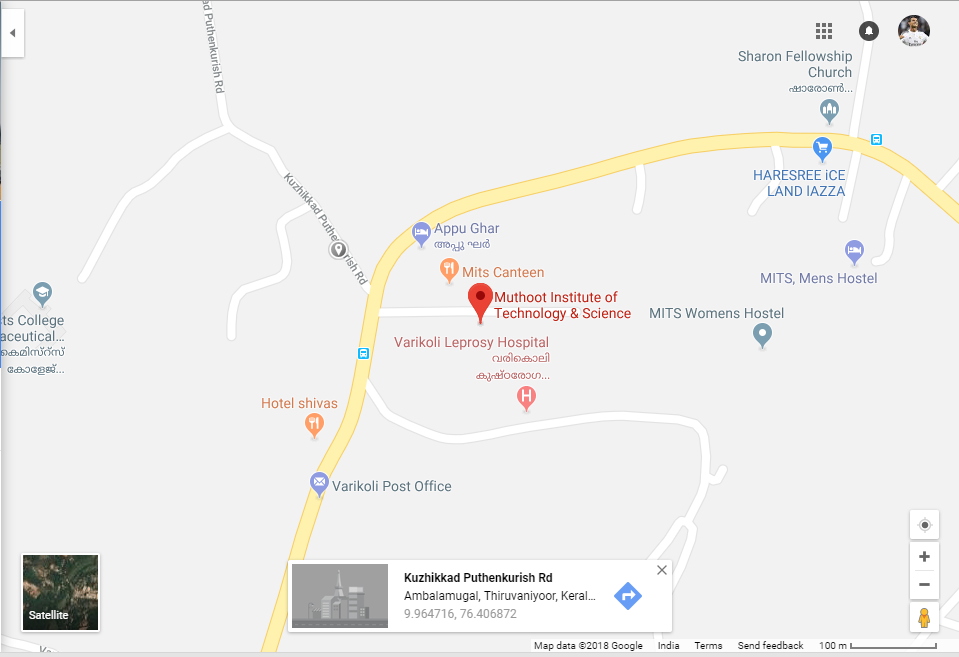 ad Puthenkurish Rd
Sharon Fellowship
Church
ഷാരോൺ...
HARESREE iCE
LAND IAZZA
Kuzhikkad Puthenkurish Rd
Appu Ghar
അപ്പു ഘർ
Mits Canteen
MITS, Mens Hostel
Muthoot Institute of
Technology & Science
MITS Womens Hostel
ts College
aceutical...
കെമിസ്റ്റ്സ്
കോളേജ്...
Varikoli Leprosy Hospital
വരികൊലി
കുഷ്ഠരോഗ...
Hotel shivas
Varikoli Post Office
Kuzhikkad Puthenkurish Rd
Ambalamugal, Thiruvaniyoor, Keral...
9.964716, 76.406872
Satellite
Map data ©2018 Google India Terms Send feedback 100 m